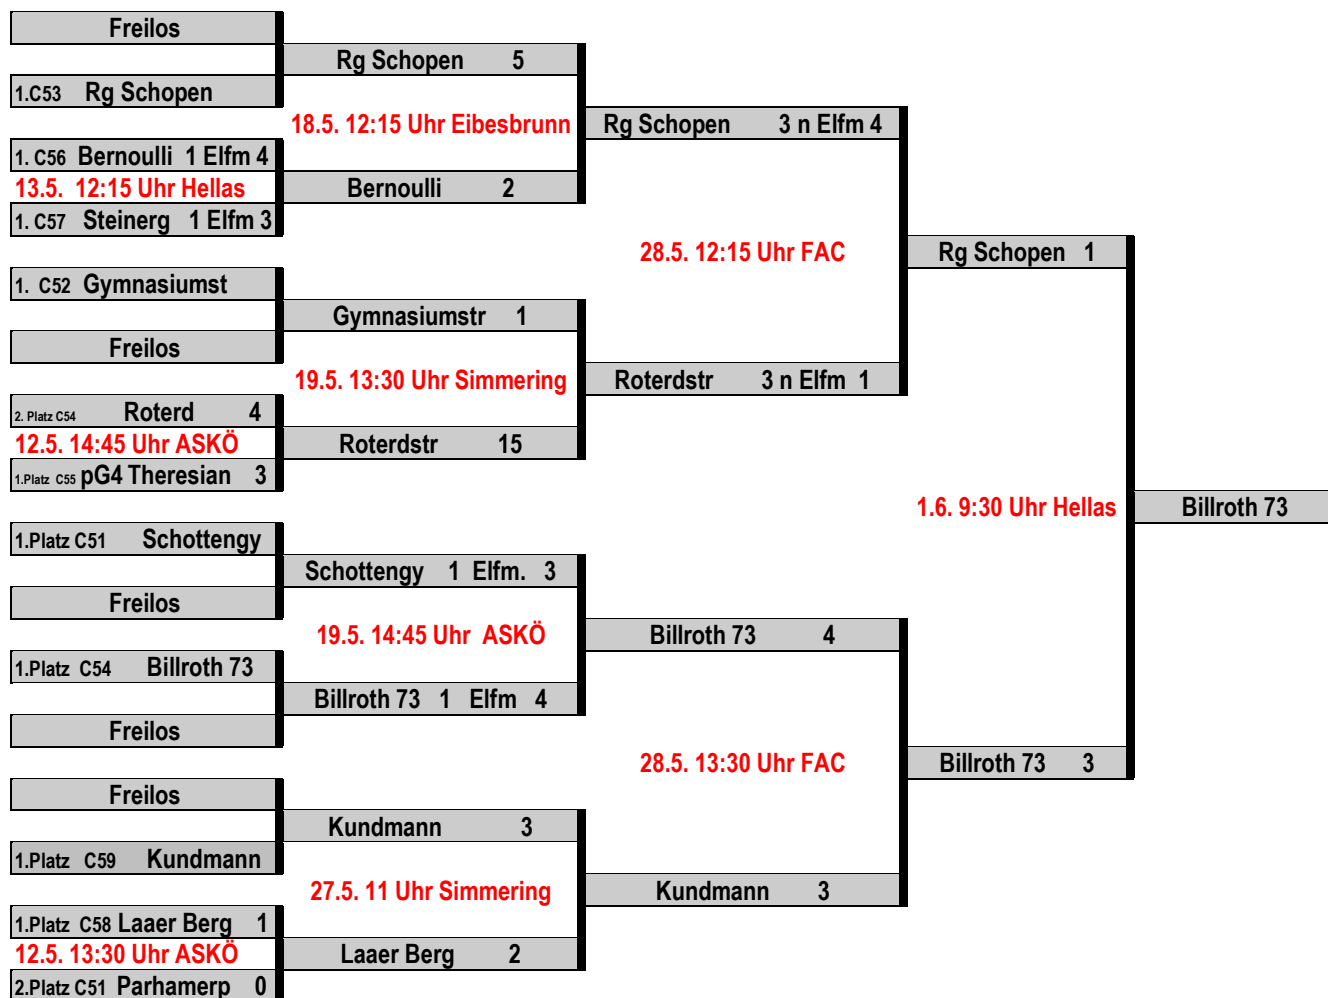 Freilos
Rg Schopen 5
1.C53 Rg Schopen
18.5. 12:15 Uhr Eibesbrunn
Rg Schopen 3 n Elfm 4
1. C56 Bernoulli 1 Elfm 4
13.5. 12:15 Uhr Hellas
Bernoulli 2
1. C57 Steinerg 1 Elfm 3
28.5. 12:15 Uhr FAC
Rg Schopen 1
1. C52 Gymnasiumst
Gymnasiumstr 1
Freilos
19.5. 13:30 Uhr Simmering
Roterdstr 3 n Elfm 1
2. Platz C54 Roterd 4
12.5. 14:45 Uhr ASKÖ
Roterdstr 15
1.Platz C55 pG4 Theresian 3
1.6. 9:30 Uhr Hellas
Billroth 73
1.Platz C51 Schottengy
Schottengy 1 Elfm. 3
Freilos
19.5. 14:45 Uhr ASKÖ
Billroth 73 4
1.Platz C54 Billroth 73
Billroth 73 1 Elfm 4
Freilos
28.5. 13:30 Uhr FAC
Billroth 73 3
Freilos
Kundmann 3
1.Platz C59 Kundmann
27.5. 11 Uhr Simmering
Kundmann 3
1.Platz C58 Laaer Berg 1
12.5. 13:30 Uhr ASKÖ
Laaer Berg 2
2.Platz C51 Parhamerp 0